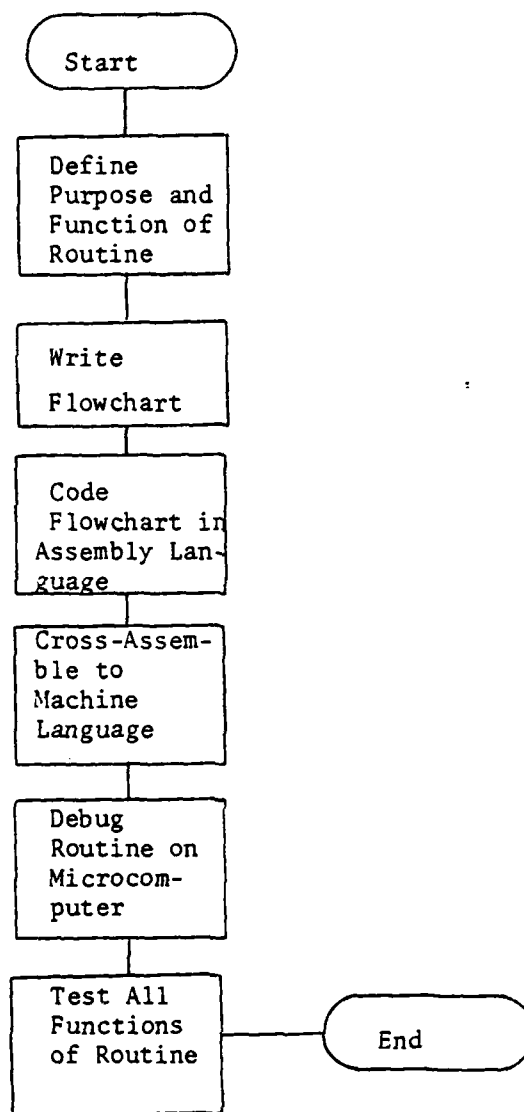 Start
Define
Purpose and
Function of
Routine
Write
Flowchart
Code
Flowchart in
Assembly Lan-
guage
Cross-Assem-
ble to
Machine
Language
Debug
Routine on
Microcom-
puter
Test All
Functions
of Routine
End